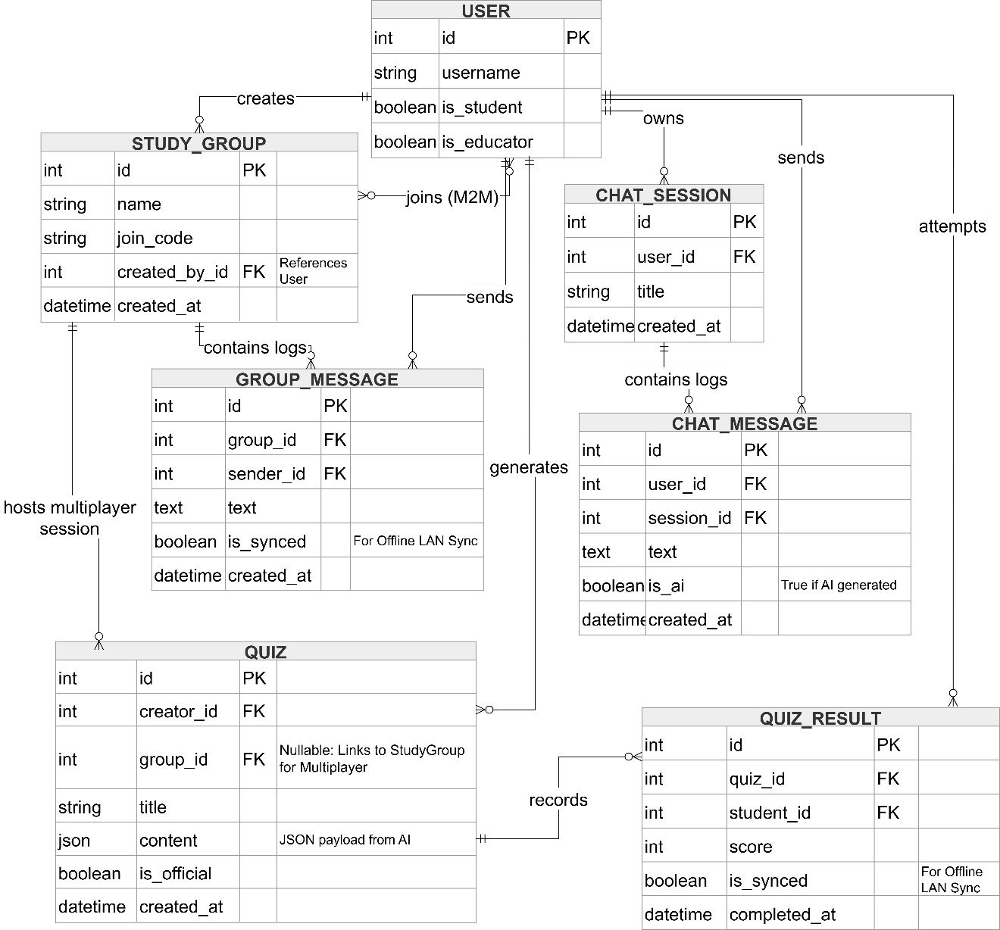 USER
int id PK
string username
boolean is_student
boolean is_educator
creates
owns
sends
joins (M2M)
attempts
sends
STUDY_GROUP
int id PK
string name
string join_code
int created_by_id FK References
User
datetime created_at
CHAT_SESSION
int id PK
int user_id FK
string title
datetime created_at
contains logs
contains logs
GROUP_MESSAGE
int id PK
int group_id FK
int sender_id FK
text text
boolean is_synced For Offline LAN Sync
datetime created_at
generates
hosts multiplayer
session
CHAT_MESSAGE
int id PK
int user_id FK
int session_id FK
text text
boolean is_ai True if AI generated
datetime created_at
QUIZ
int id PK
int creator_id FK
int group_id FK Nullable: Links to StudyGroup
for Multiplayer
string title
json content JSON payload from AI
boolean is_official
datetime created_at
records
QUIZ_RESULT
int id PK
int quiz_id FK
int student_id FK
int score
boolean is_synced For Offline
LAN Sync
datetime completed_at